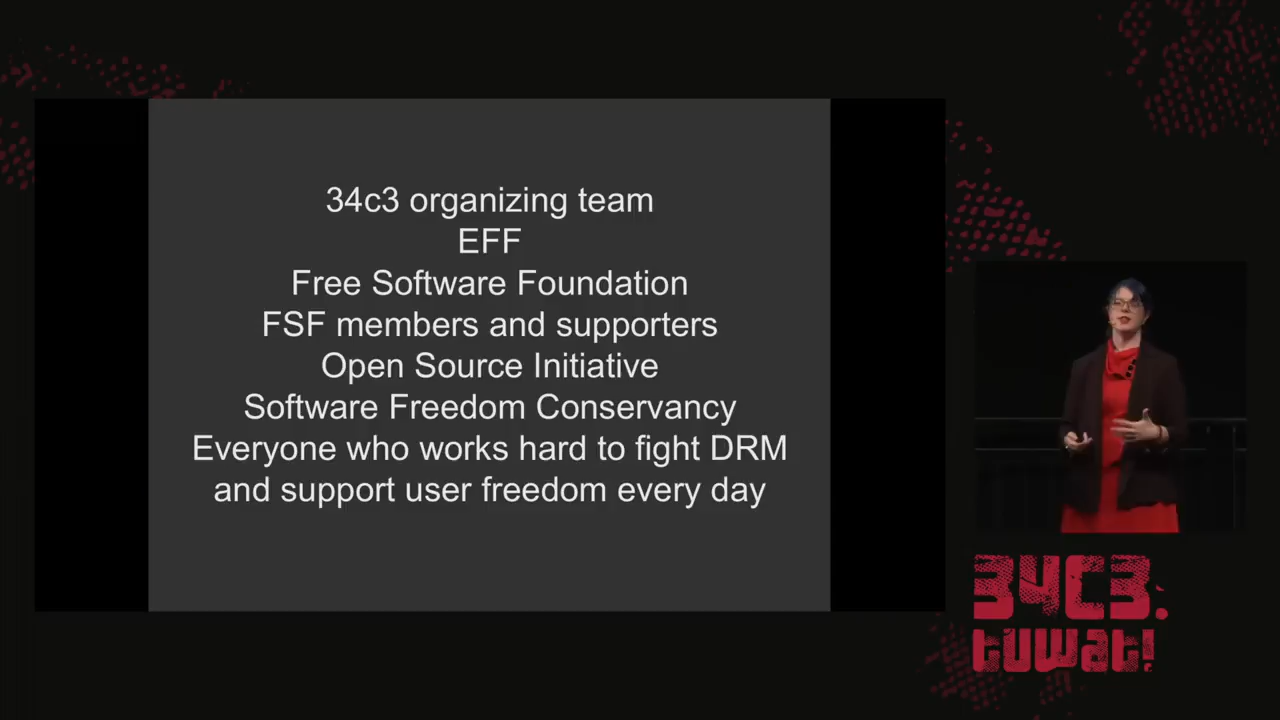 34c3 organizing team
EFF
Free Software Foundation
FSF members and supporters
Open Source Initiative
Software Freedom Conservancy
Everyone who works hard to fight DRM
and support user freedom every day
34C3.
tuwat!